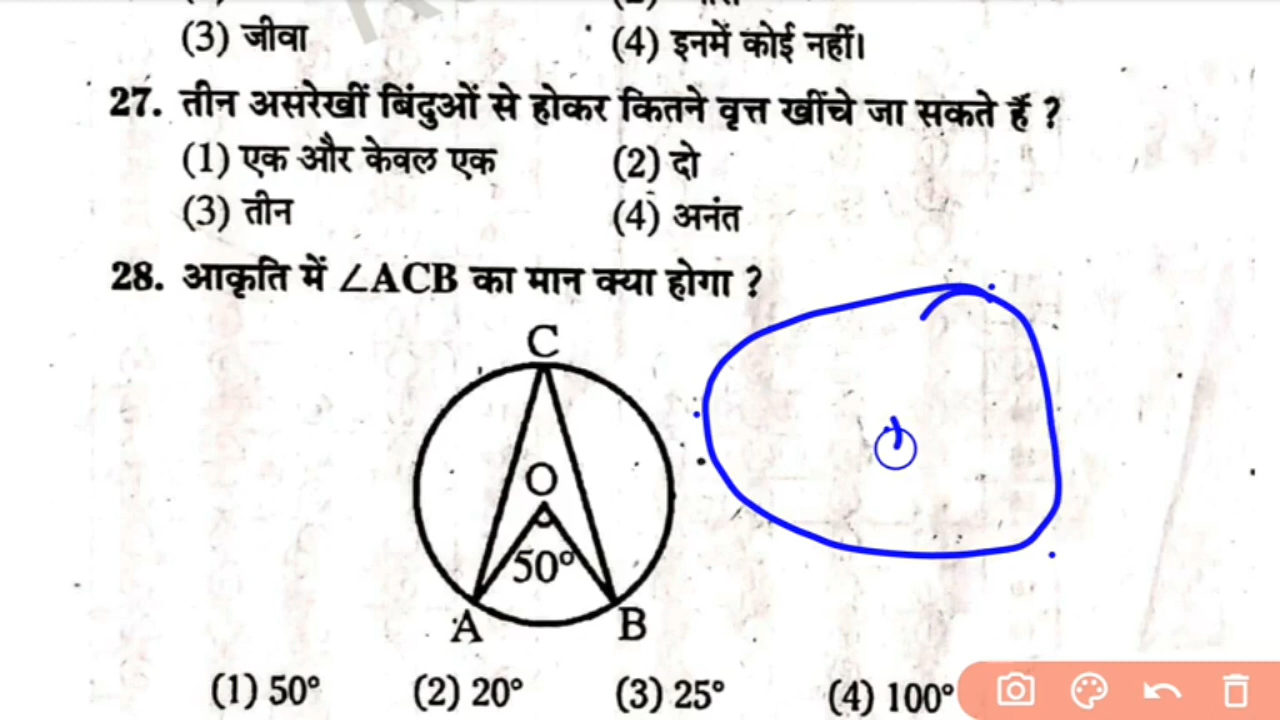 (3) जीवा (4) इनमें कोई नहीं।
27. तीन असरेखीं बिंदुओं से होकर कितने वृत्त खींचे जा सकते हैं ?
(1) एक और केवल एक (2) दो
(3) तीन (4) अनंत
28. आकृति में ∠ACB का मान क्या होगा ?
C
O
50°
A B
(1) 50° (2) 20° (3) 25° (4) 100°